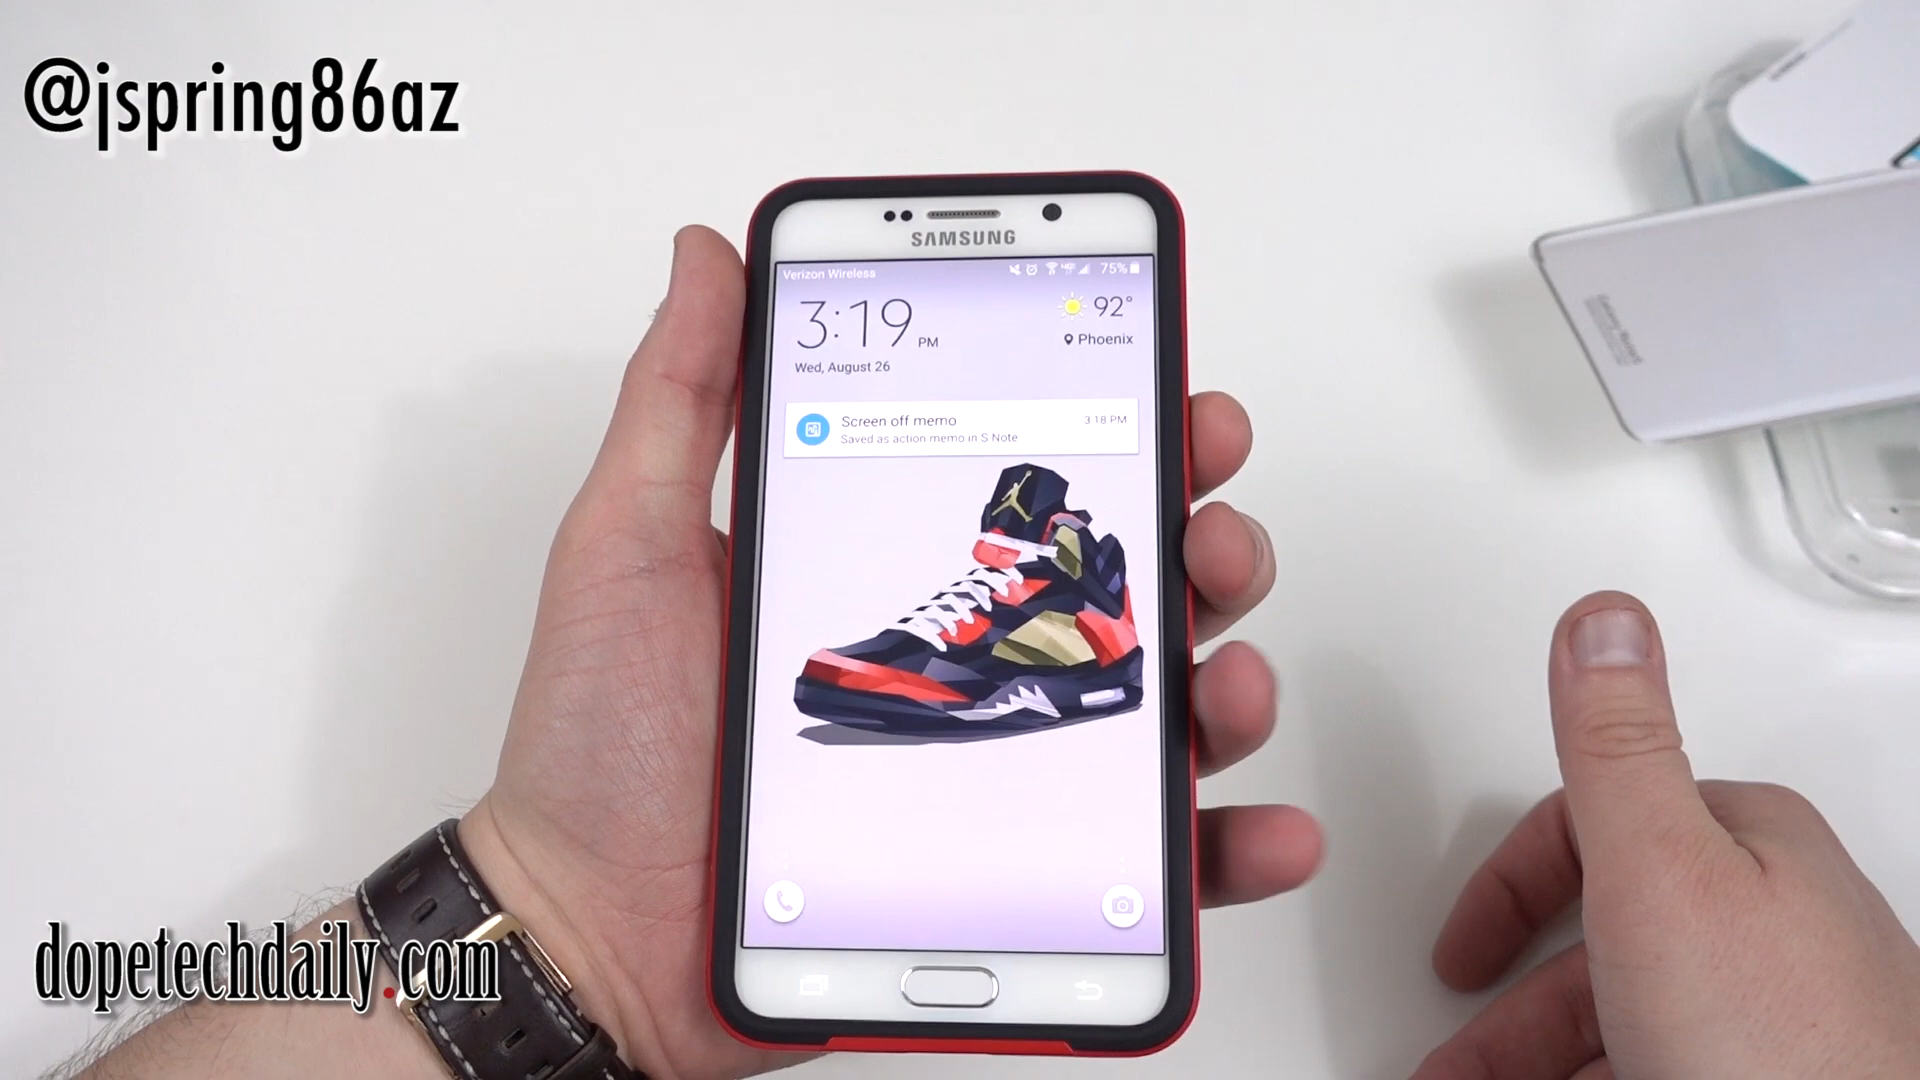 @jspring86az
SAMSUNG
Verizon Wireless
75%
3:19 PM
92°
Phoenix
Wed, August 26
Screen off memo
3:18 PM
Saved as action memo in S Note
dopetechdaily.com